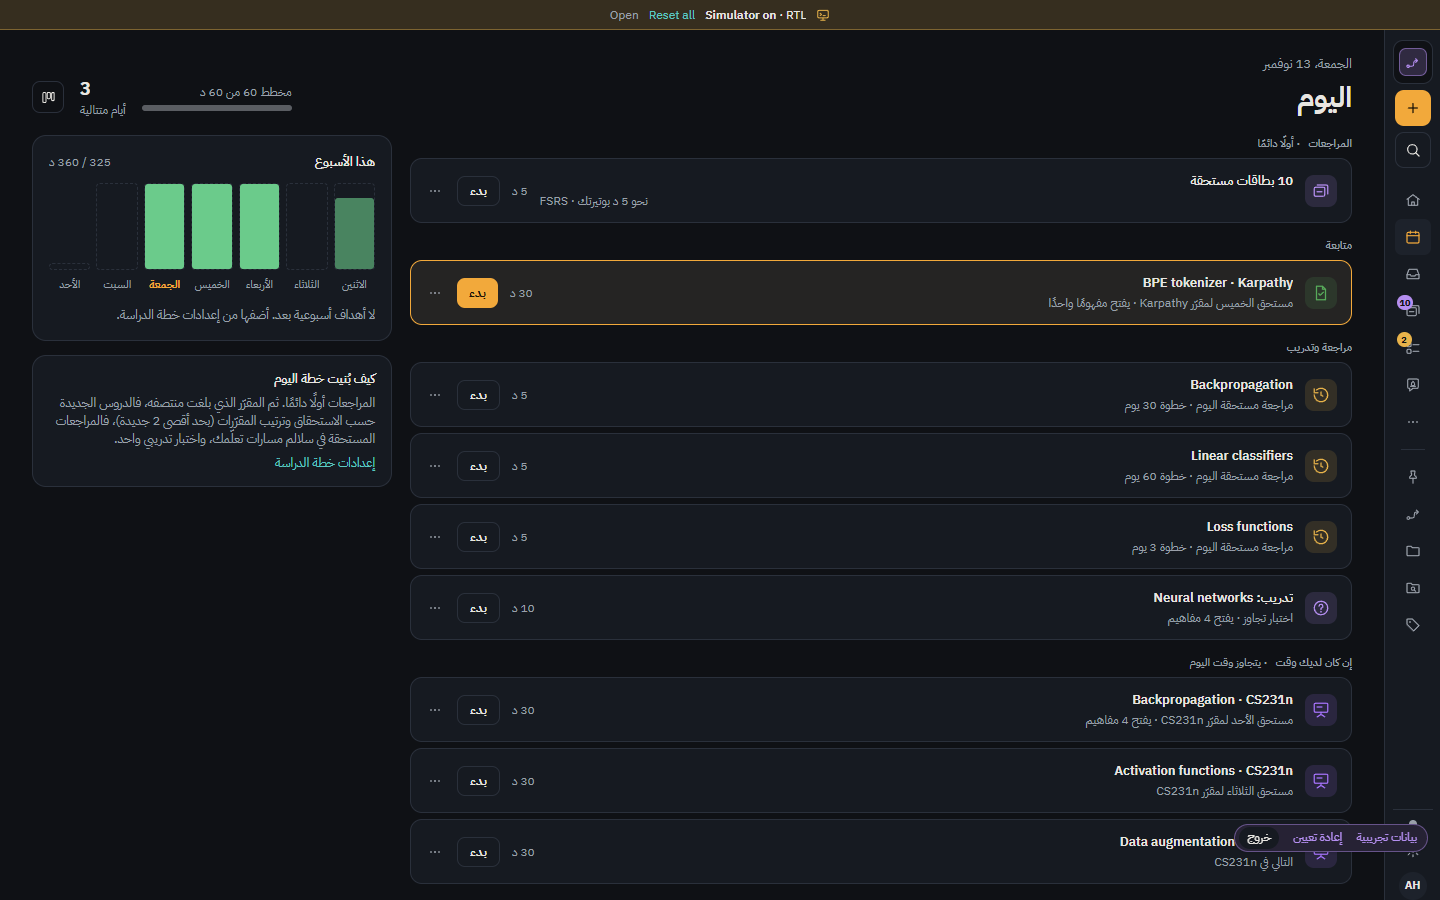 Open Reset all Simulator on · RTL
الجمعة، 13 نوفمبر
اليوم
مخطط 60 من 60 د
3
أيام متتالية
المراجعات · أولًا دائمًا
10 بطاقات مستحقة
نحو 5 د بوتيرتك · FSRS
5 د
بدء
متابعة
BPE tokenizer · Karpathy
مستحق الخميس لمقرّر Karpathy · يفتح مفهومًا واحدًا
30 د
بدء
مراجعة وتدريب
Backpropagation
مراجعة مستحقة اليوم · خطوة 30 يوم
5 د
بدء
Linear classifiers
مراجعة مستحقة اليوم · خطوة 60 يوم
5 د
بدء
Loss functions
مراجعة مستحقة اليوم · خطوة 3 يوم
5 د
بدء
تدريب: Neural networks
اختبار تجاوز · يفتح 4 مفاهيم
10 د
بدء
إن كان لديك وقت · يتجاوز وقت اليوم
Backpropagation · CS231n
مستحق الأحد لمقرّر CS231n · يفتح 4 مفاهيم
30 د
بدء
Activation functions · CS231n
مستحق الثلاثاء لمقرّر CS231n
30 د
بدء
Data augmentation
التالي في CS231n
30 د
بدء
هذا الأسبوع
325 / 360 د
الاثنين الثلاثاء الأربعاء الخميس الجمعة السبت الأحد
لا أهداف أسبوعية بعد. أضفها من إعدادات خطة الدراسة.
كيف بُنيت خطة اليوم
المراجعات أولًا دائمًا. ثم المقرّر الذي بلغت منتصفه، فالدروس الجديدة
حسب الاستحقاق وترتيب المقرّرات (بحد أقصى 2 جديدة)، فالمراجعات
المستحقة في سلالم مسارات تعلّمك، واختبار تدريبي واحد.
إعدادات خطة الدراسة
10
2
بيانات تجريبية إعادة تعيين خروج
AH